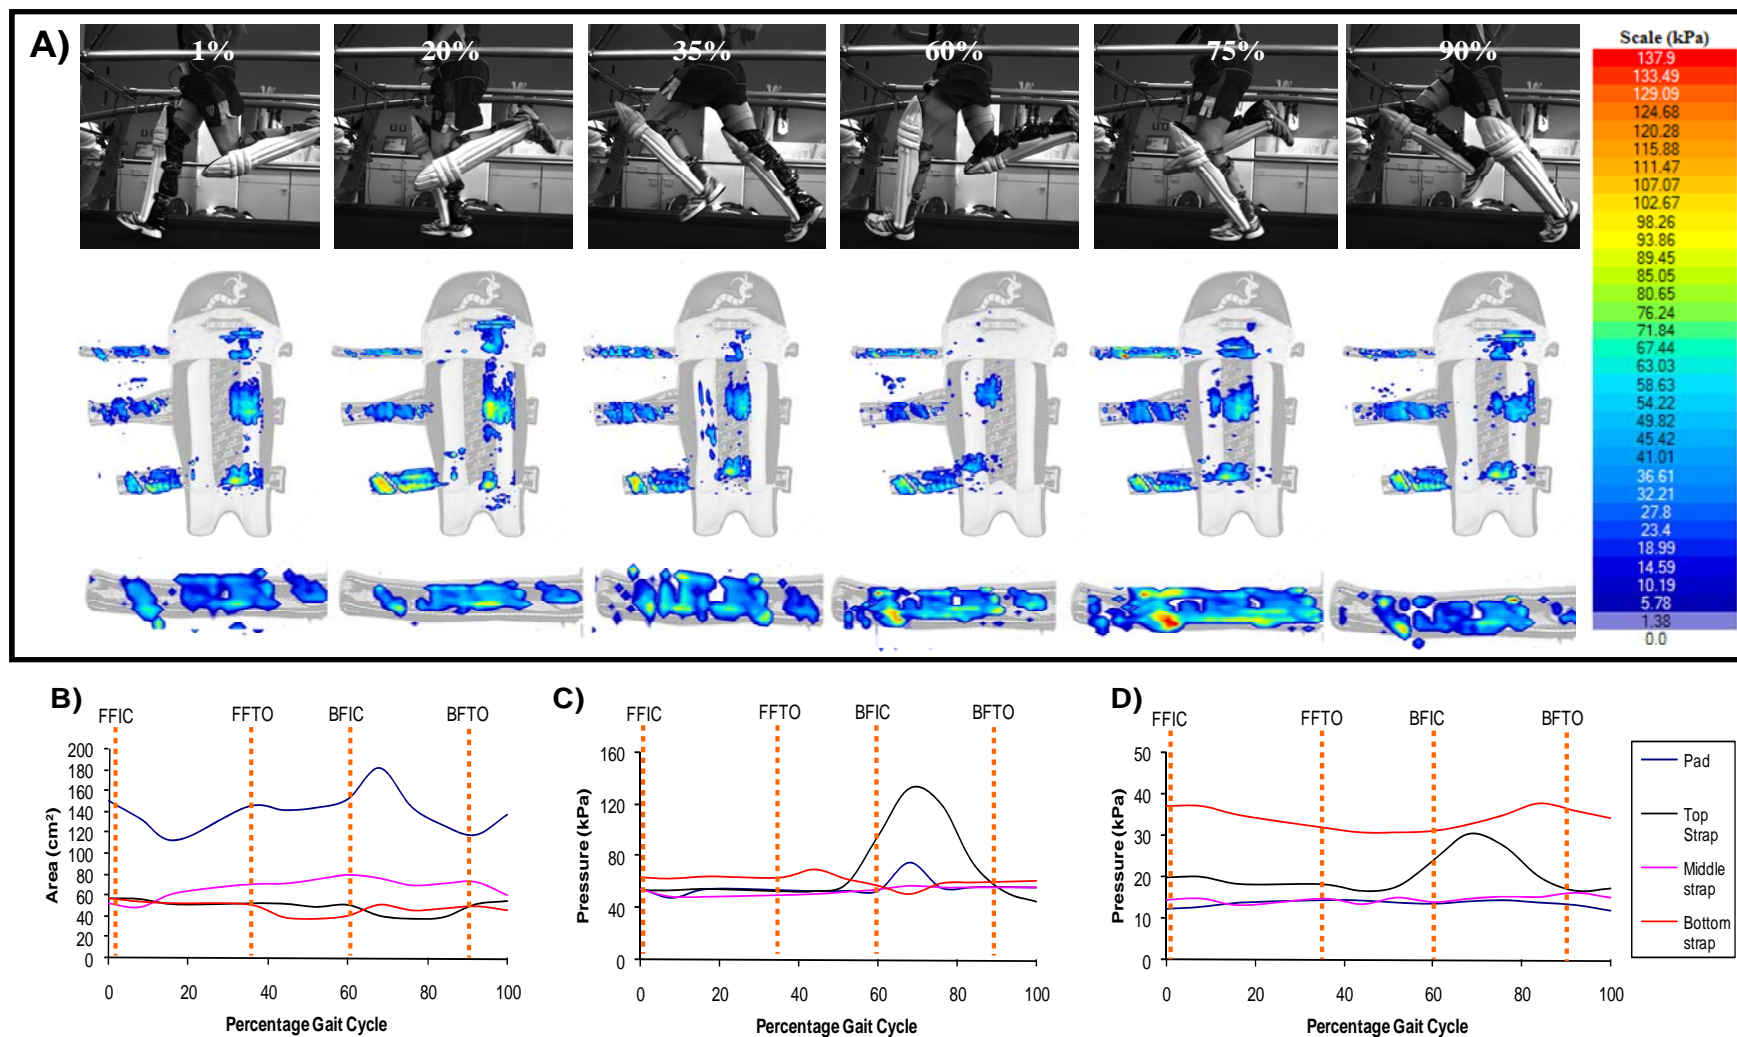 A)
1%
20%
35%
60%
75%
90%
Scale (kPa)
137.9
133.49
129.09
124.68
120.28
115.88
111.47
107.07
102.67
98.26
93.86
89.45
85.05
80.65
76.24
71.84
67.44
63.03
58.63
54.22
49.82
45.42
41.01
36.61
32.21
27.8
23.4
18.99
14.59
10.19
5.78
1.38
0.0
B)
FFIC
FFTO
BFIC
BFTO
Area (cm²)
200
180
160
140
120
100
80
60
40
20
0
0 20 40 60 80 100
Percentage Gait Cycle
C)
FFIC
FFTO
BFIC
BFTO
Pressure (kPa)
160
120
80
40
0
0 20 40 60 80 100
Percentage Gait Cycle
D)
FFIC
FFTO
BFIC
BFTO
Pressure (kPa)
50
40
30
20
10
0
0 20 40 60 80 100
Percentage Gait Cycle
Pad
Top
Strap
Middle
strap
Bottom
strap